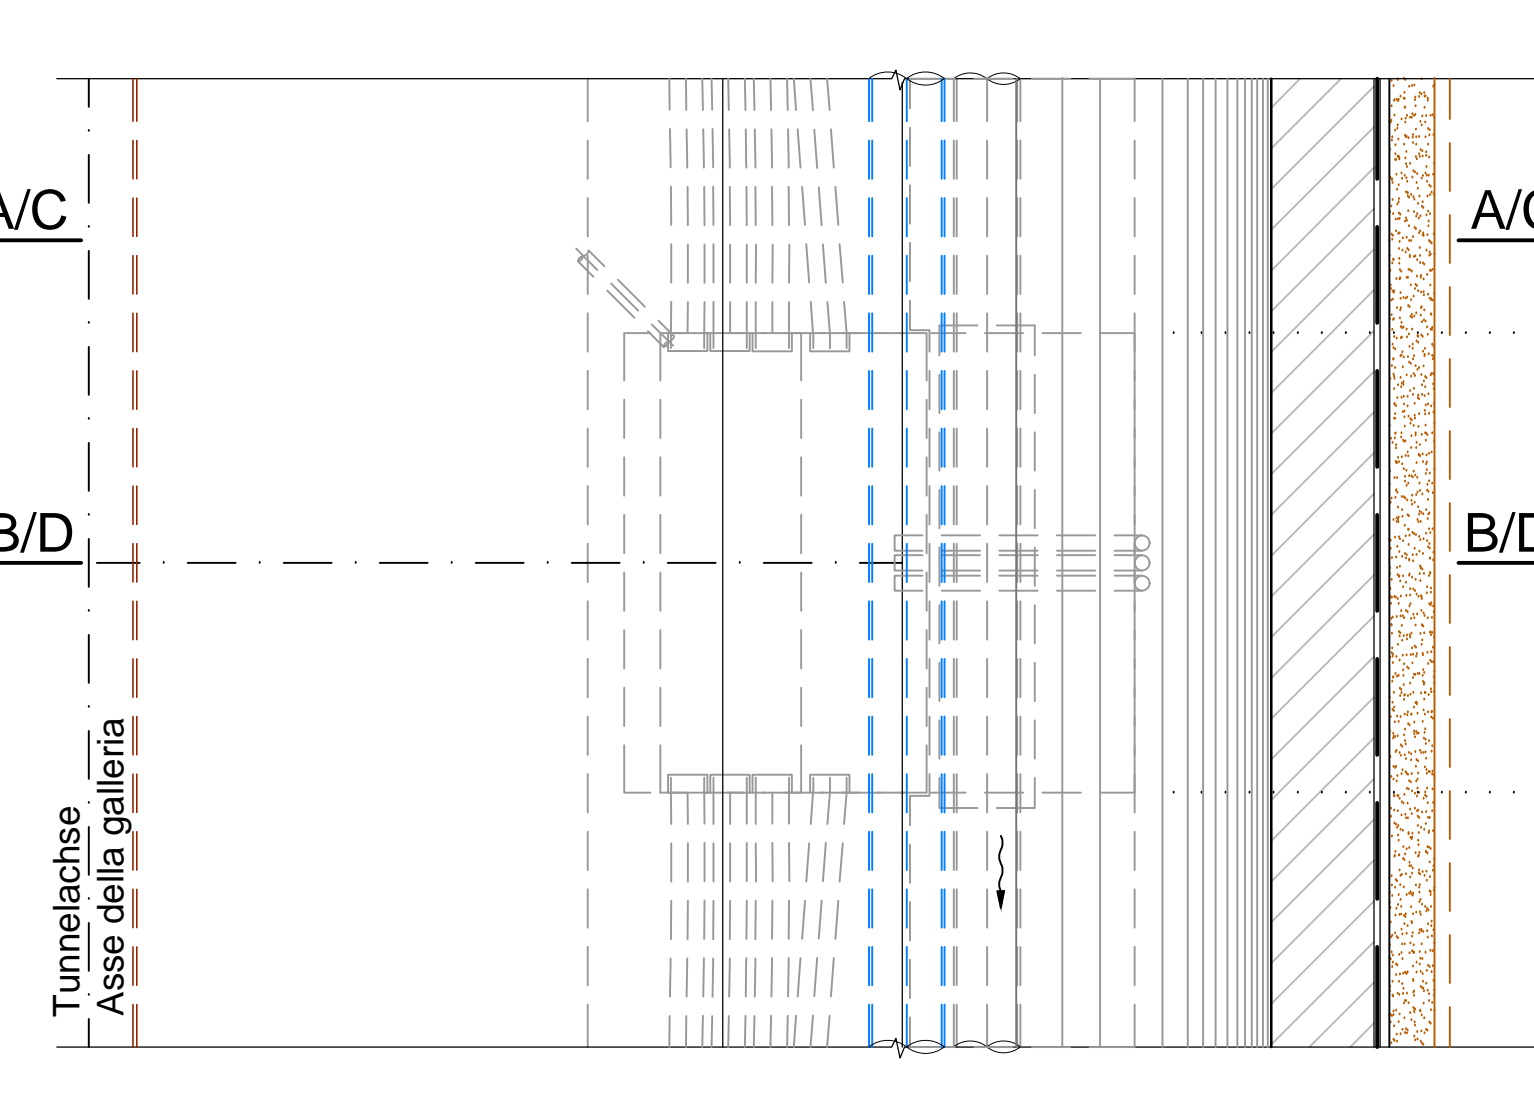 A/C
A/C
B/D
B/D
Tunnelachse
Asse della galleria